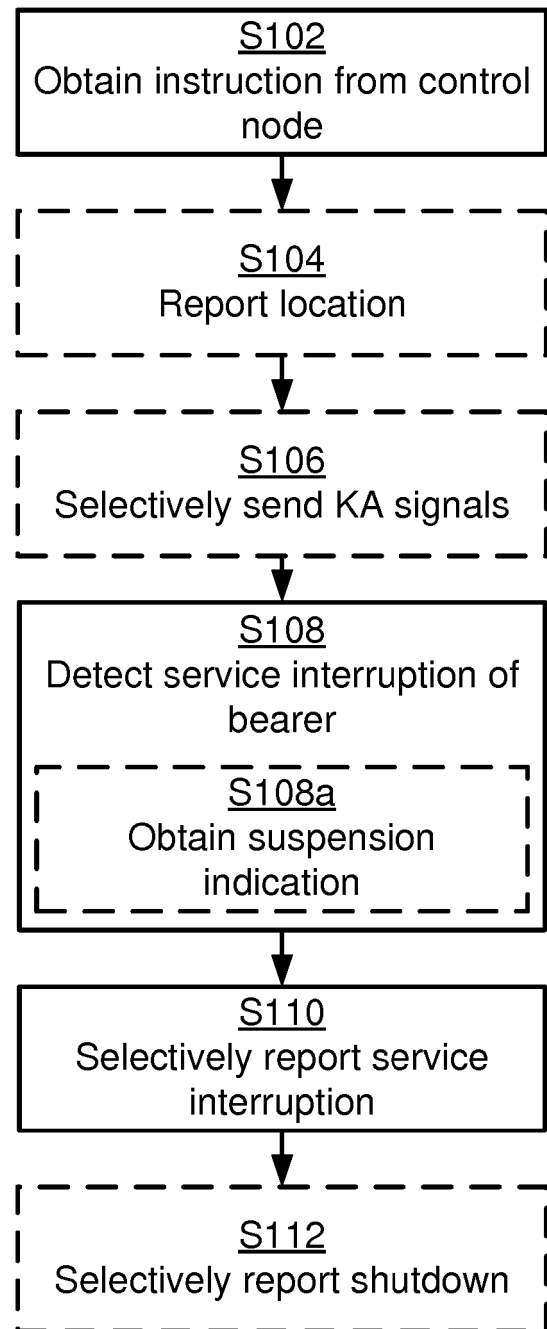 S102
Obtain instruction from control
node
S104
Report location
S106
Selectively send KA signals
S108
Detect service interruption of
bearer
S108a
Obtain suspension
indication
S110
Selectively report service
interruption
S112
Selectively report shutdown